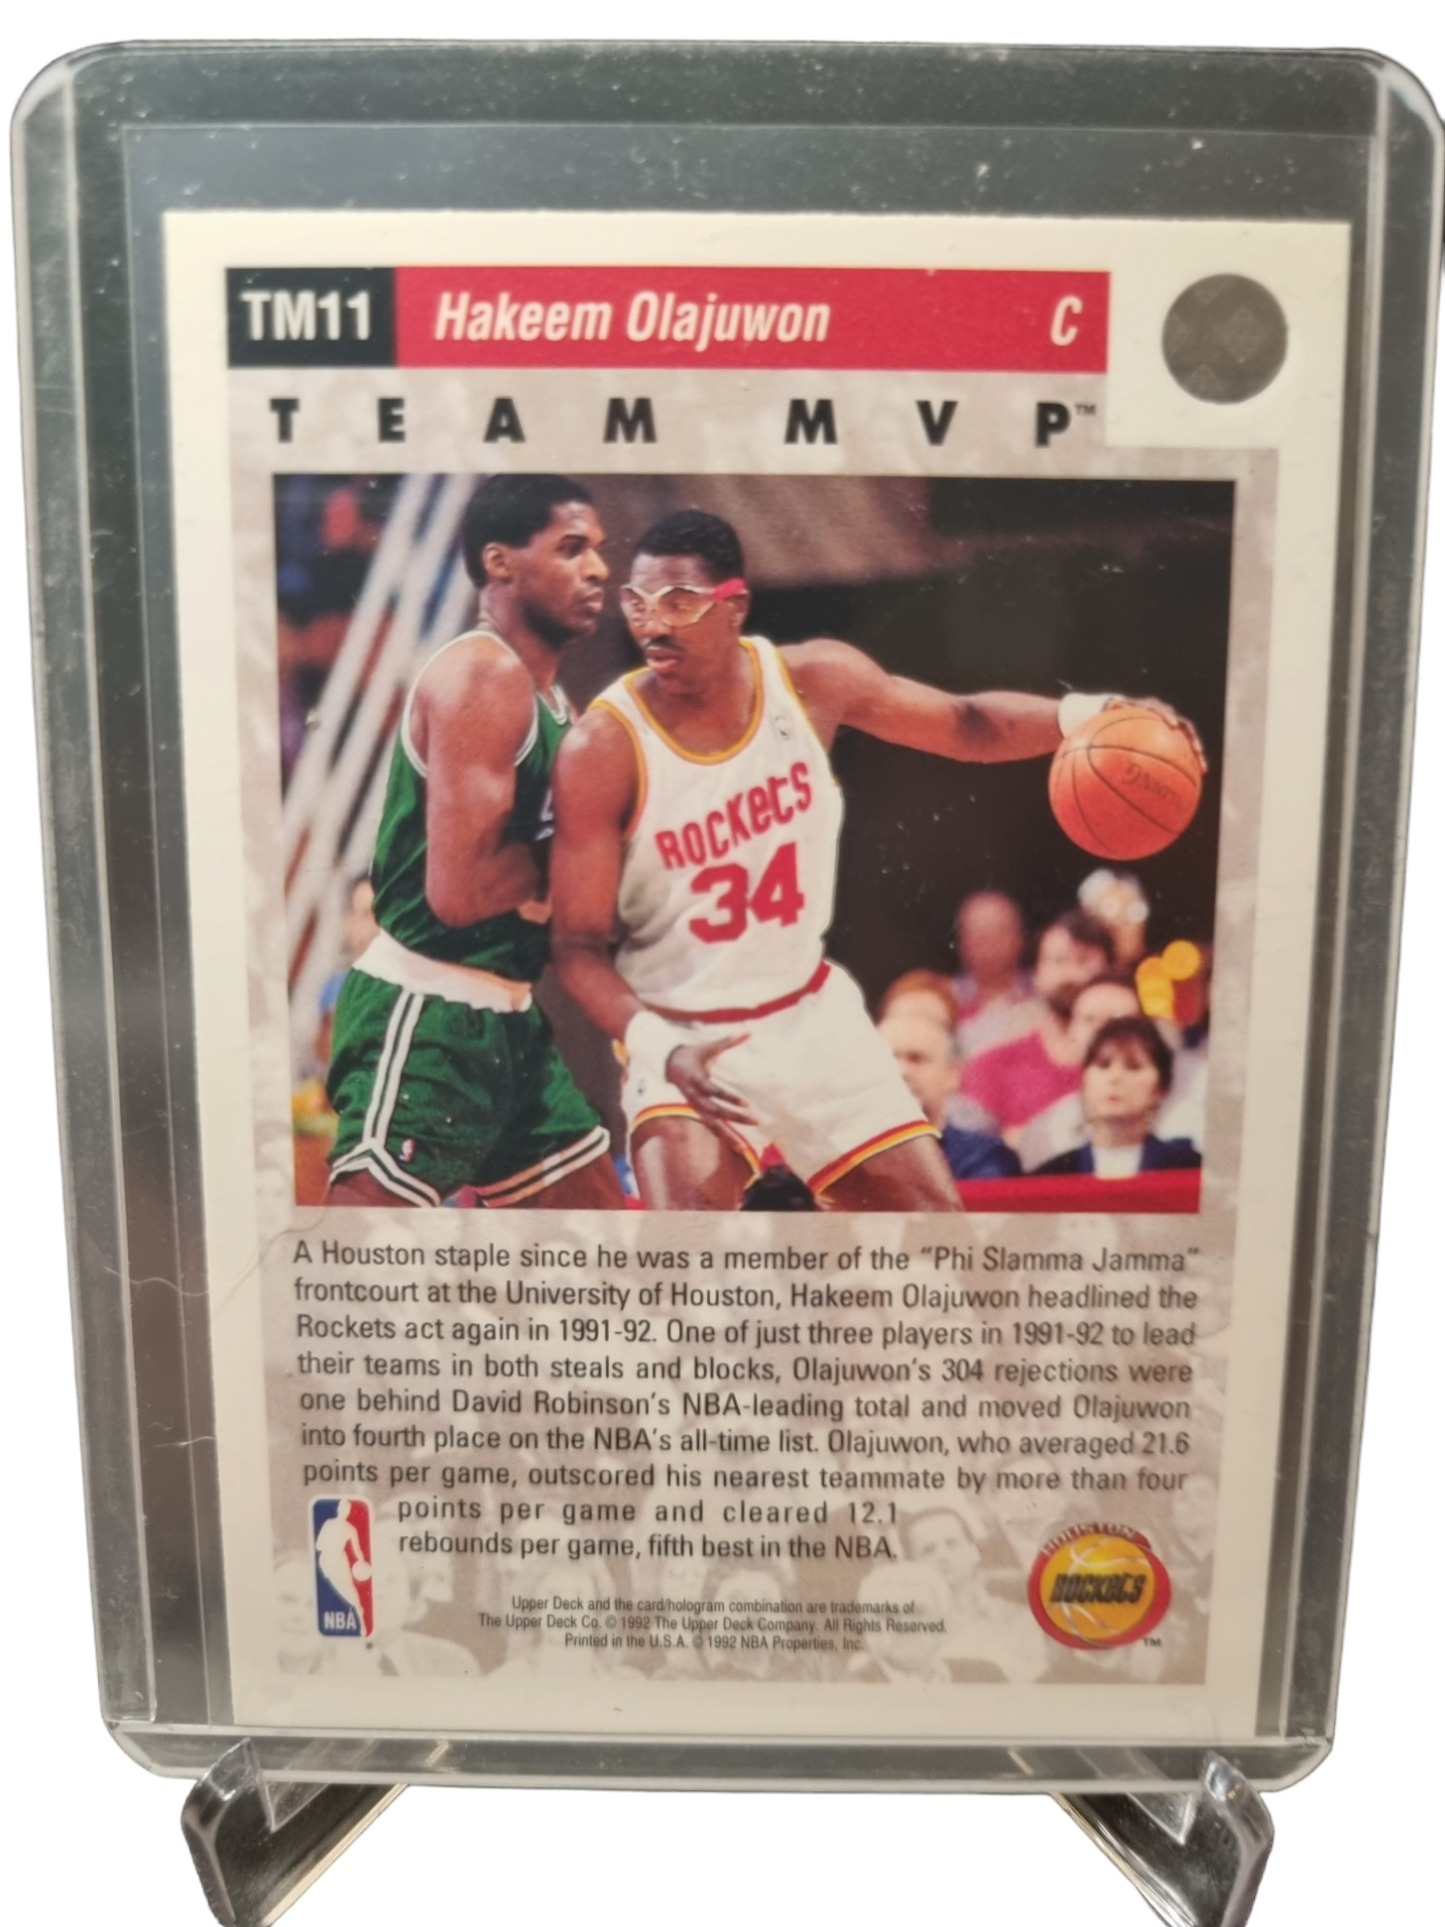 TM11 Hakeem Olajuwon C
TEAM MVP™
ROCKETS
34
A Houston staple since he was a member of the “Phi Slamma Jamma”
frontcourt at the University of Houston, Hakeem Olajuwon headlined the
Rockets act again in 1991-92. One of just three players in 1991-92 to lead
their teams in both steals and blocks, Olajuwon's 304 rejections were
one behind David Robinson's NBA-leading total and moved Olajuwon
into fourth place on the NBA's all-time list. Olajuwon, who averaged 21.6
points per game, outscored his nearest teammate by more than four
points per game and cleared 12.1
rebounds per game, fifth best in the NBA.
NBA
®
HOUSTON
ROCKETS
™
Upper Deck and the card/hologram combination are trademarks of
The Upper Deck Co. © 1992 The Upper Deck Company. All Rights Reserved.
Printed in the U.S.A. © 1992 NBA Properties, Inc.